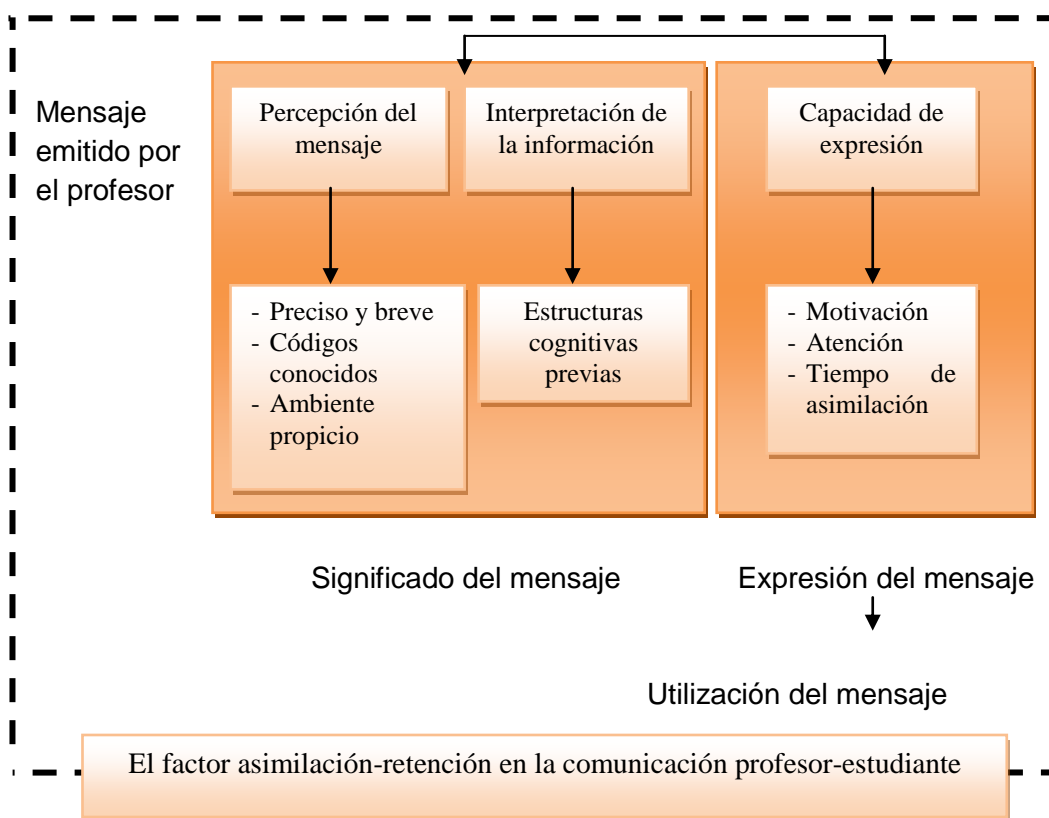 Mensaje
emitido por
el profesor
Percepción del
mensaje
Interpretación de
la información
Capacidad de
expresión
- Preciso y breve
- Códigos
conocidos
- Ambiente
propicio
Estructuras
cognitivas
previas
- Motivación
- Atención
- Tiempo de
asimilación
Significado del mensaje
Expresión del mensaje
Utilización del mensaje
El factor asimilación-retención en la comunicación profesor-estudiante